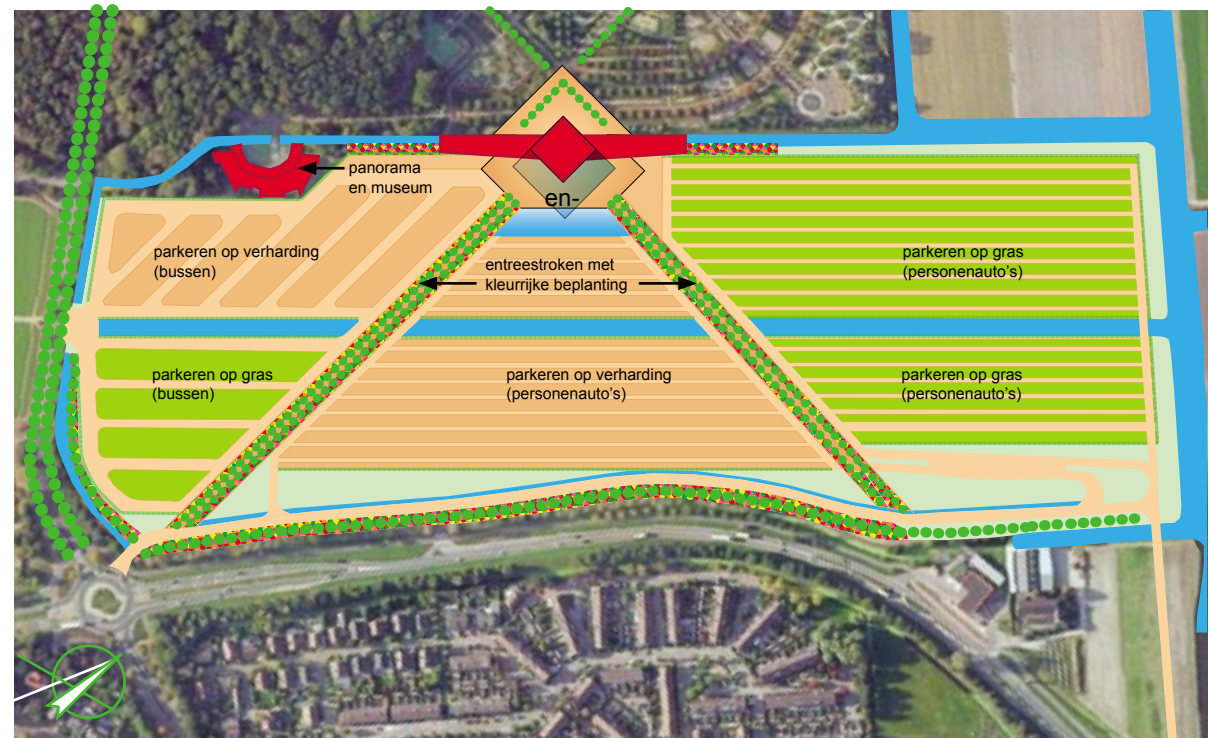 panorama
en museum
en-
parkeren op verharding
(bussen)
entreestroken met
kleurrijke beplanting
parkeren op gras
(personenauto's)
parkeren op gras
(bussen)
parkeren op verharding
(personenauto's)
parkeren op gras
(personenauto's)